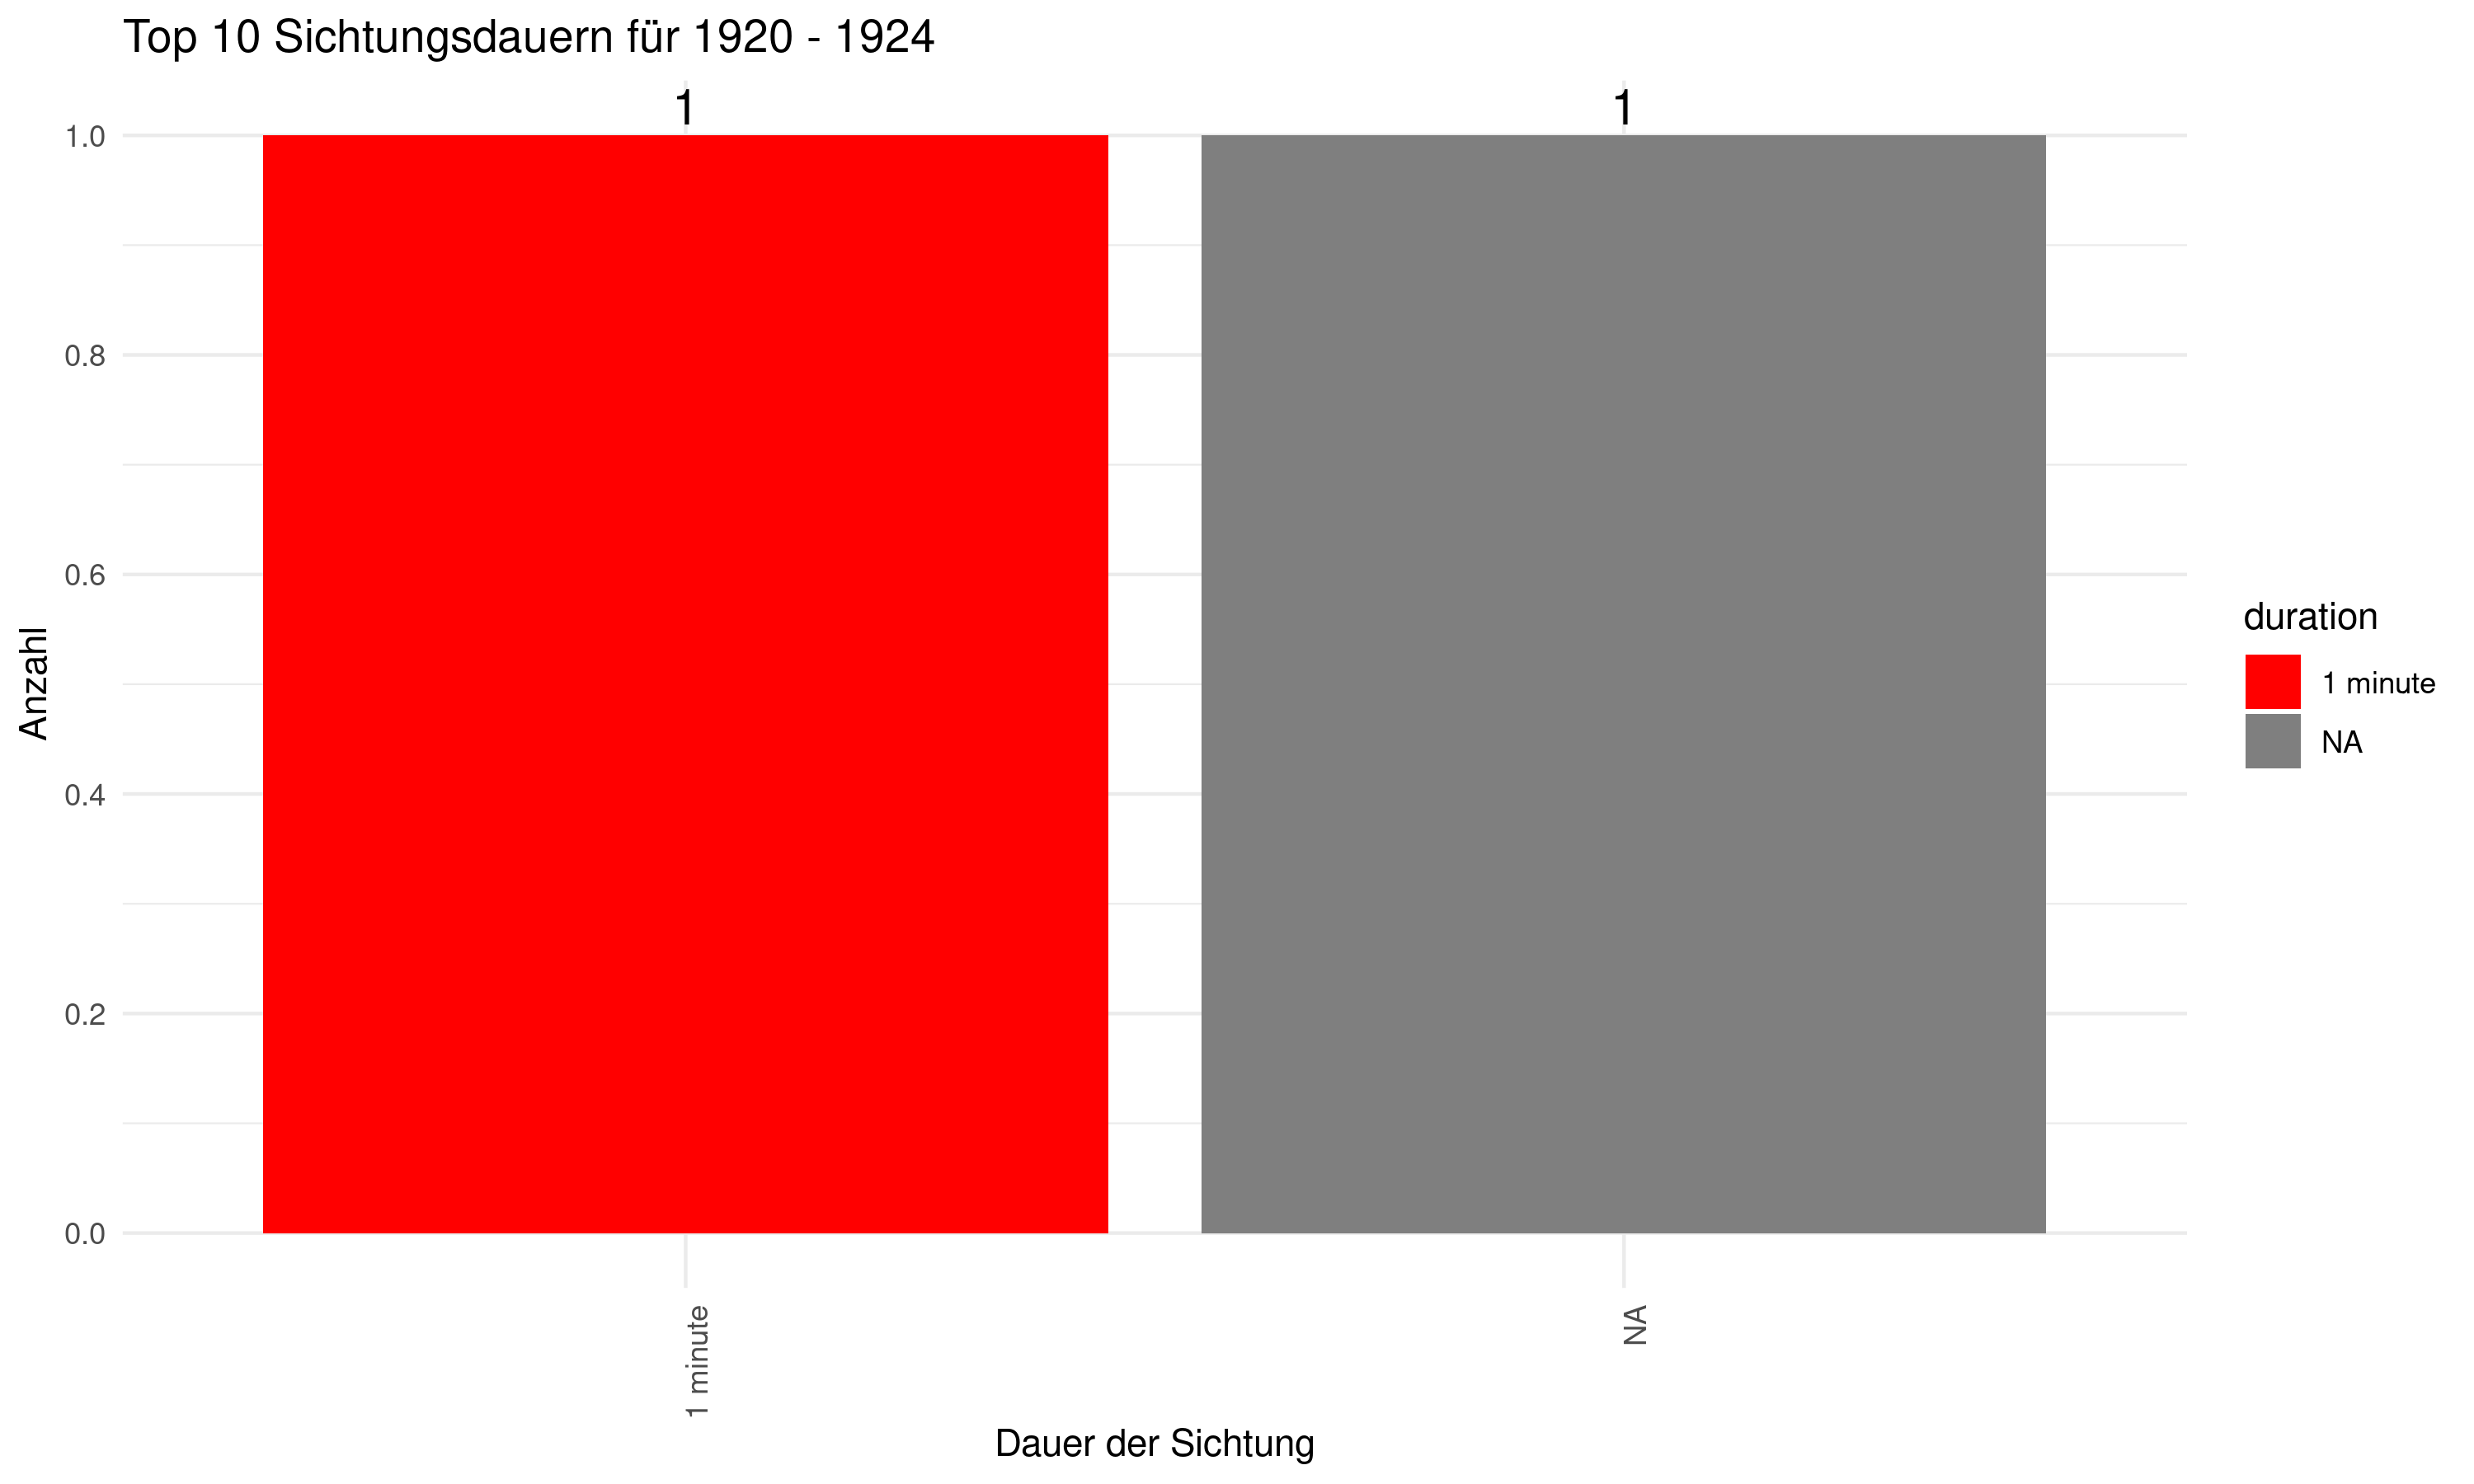 Top 10 Sichtungsdauern für 1920 - 1924
1
1
1.0
0.8
0.6
0.4
0.2
0.0
Anzahl
1 minute
NA
Dauer der Sichtung
duration
1 minute
NA